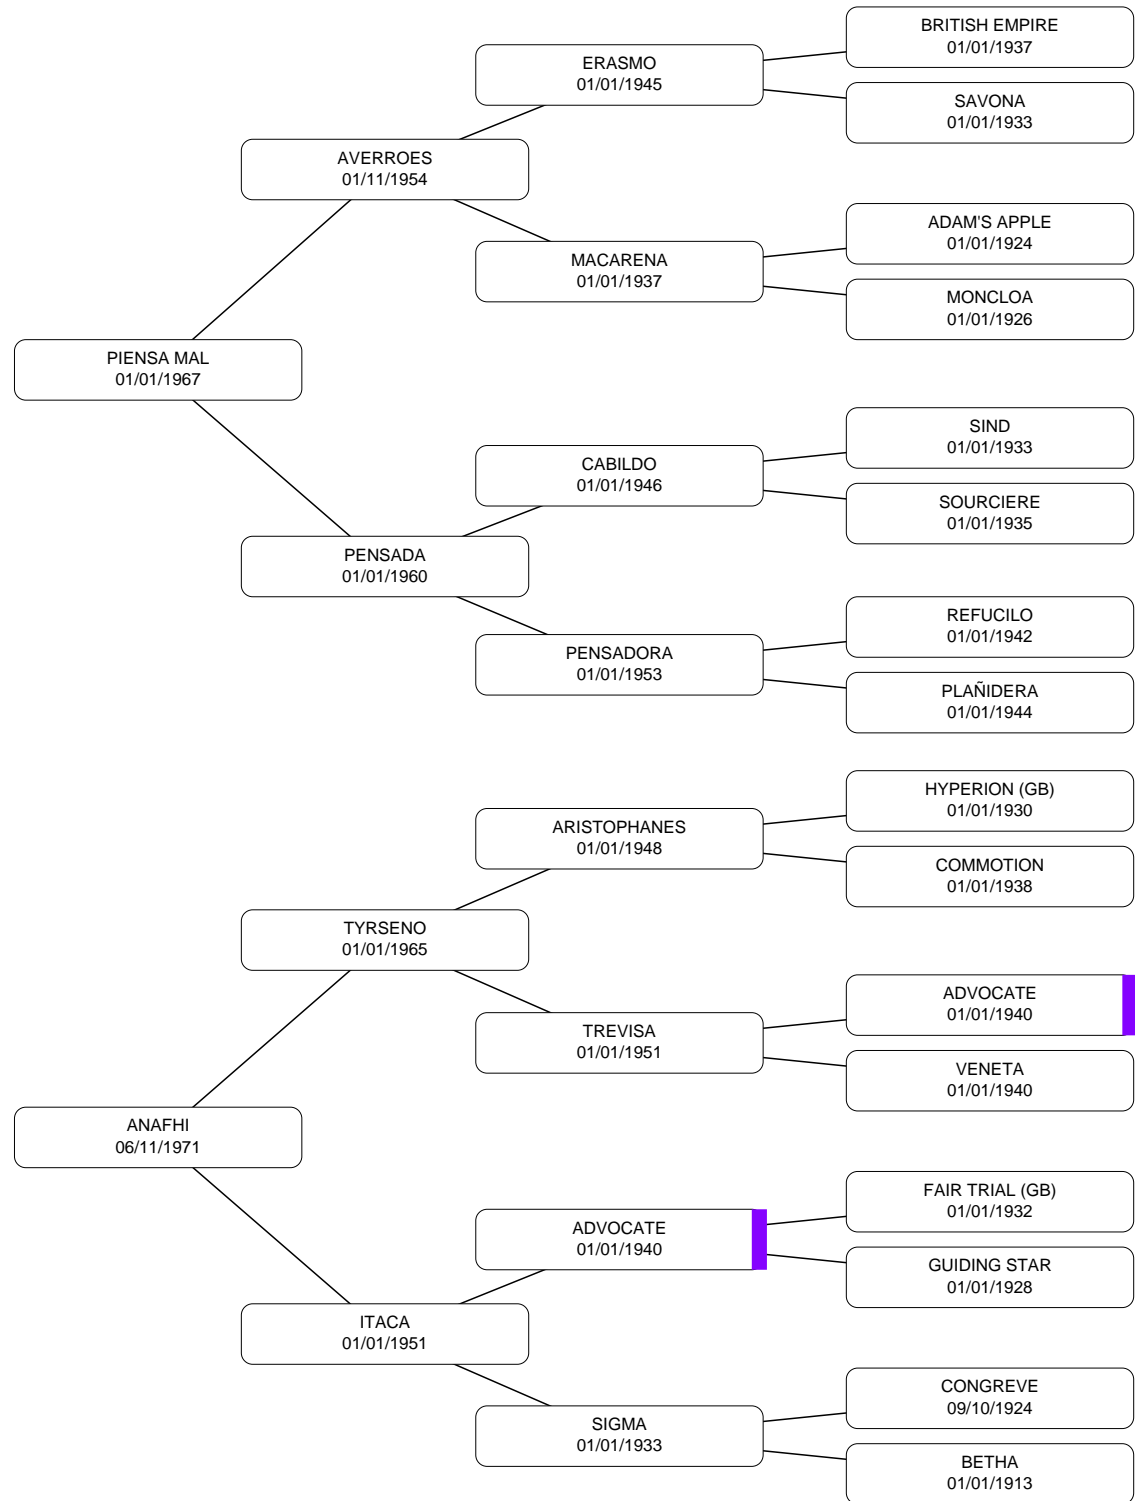 BRITISH EMPIRE
01/01/1937
ERASMO
01/01/1945
SAVONA
01/01/1933
AVERROES
01/11/1954
ADAM'S APPLE
01/01/1924
MACARENA
01/01/1937
MONCLOA
01/01/1926
PIENSA MAL
01/01/1967
SIND
01/01/1933
CABILDO
01/01/1946
SOURCIERE
01/01/1935
PENSADA
01/01/1960
REFUCILO
01/01/1942
PENSADORA
01/01/1953
PLAÑIDERA
01/01/1944
HYPERION (GB)
01/01/1930
ARISTOPHANES
01/01/1948
COMMOTION
01/01/1938
TYRSENO
01/01/1965
ADVOCATE
01/01/1940
TREVISA
01/01/1951
VENETA
01/01/1940
ANAFHI
06/11/1971
FAIR TRIAL (GB)
01/01/1932
ADVOCATE
01/01/1940
GUIDING STAR
01/01/1928
ITACA
01/01/1951
CONGREVE
09/10/1924
SIGMA
01/01/1933
BETHA
01/01/1913